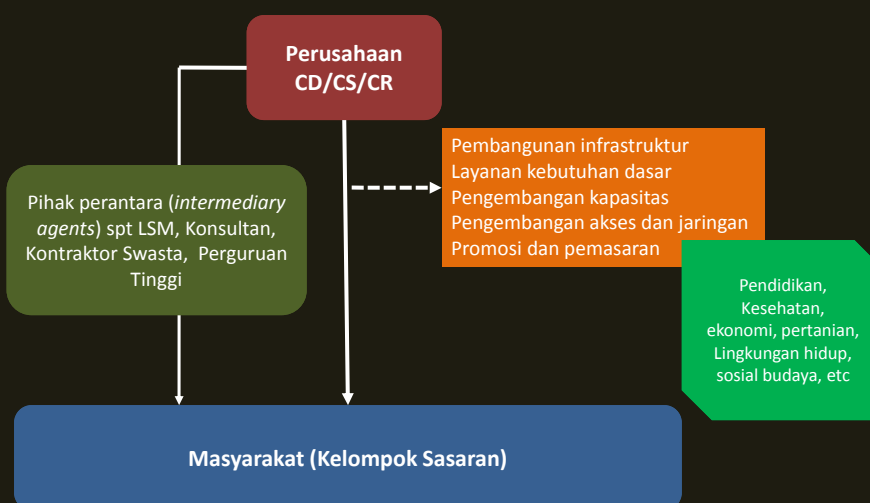 Perusahaan
CD/CS/CR
Pembangunan infrastruktur
Layanan kebutuhan dasar
Pengembangan kapasitas
Pengembangan akses dan jaringan
Promosi dan pemasaran
Pihak perantara (intermediary
agents) spt LSM, Konsultan,
Kontraktor Swasta, Perguruan
Tinggi
Pendidikan,
Kesehatan,
ekonomi, pertanian,
Lingkungan hidup,
sosial budaya, etc
Masyarakat (Kelompok Sasaran)